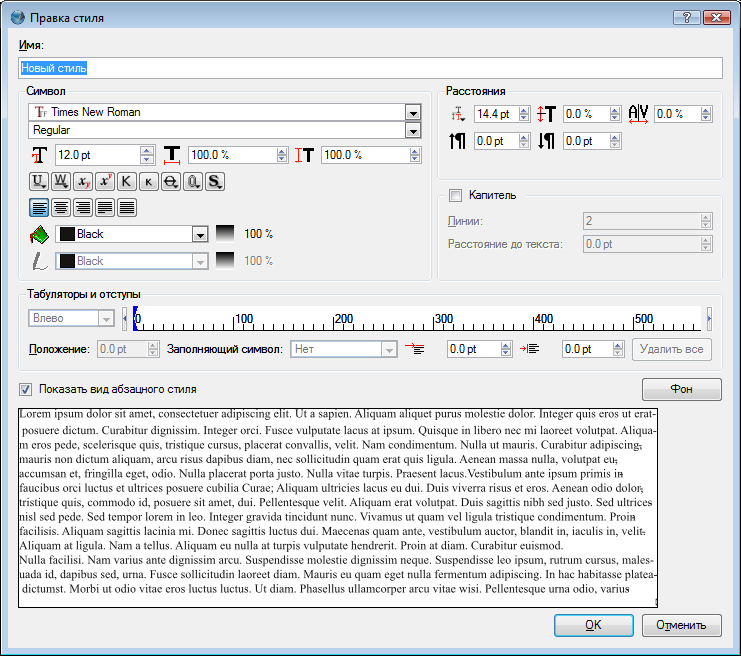 Правка стиля
Имя:
Новый стиль
Символ
Times New Roman
Regular
12.0 pt 100.0 % 100.0 %
Black 100 %
Black 100 %
Расстояния
14.4 pt 0.0 % 0.0 %
0.0 pt 0.0 pt
Капитель
Линии: 2
Расстояние до текста: 0.0 pt
Табуляторы и отступы
Влево 0 100 200 300 400 500
Положение: 0.0 pt Заполняющий символ: Нет 0.0 pt 0.0 pt Удалить все
Показать вид абзацного стиля Фон
Lorem ipsum dolor sit amet, consectetuer adipiscing elit. Ut a sapien. Aliquam aliquet purus molestie dolor. Integer quis eros ut erat-
posuere dictum. Curabitur dignissim. Integer orci. Fusce vulputate lacus at ipsum. Quisque in libero nec mi laoreet volutpat. Aliqua-
m eros pede, scelerisque quis, tristique cursus, placerat convallis, velit. Nam condimentum. Nulla ut mauris. Curabitur adipiscing,
mauris non dictum aliquam, arcu risus dapibus diam, nec sollicitudin quam erat quis ligula. Aenean massa nulla, volutpat eu,
accumsan et, fringilla eget, odio. Nulla placerat porta justo. Nulla vitae turpis. Praesent lacus.Vestibulum ante ipsum primis in
faucibus orci luctus et ultrices posuere cubilia Curae; Aliquam ultricies lacus eu dui. Duis viverra risus et eros. Aenean odio dolor,
tristique quis, commodo id, posuere sit amet, dui. Pellentesque velit. Aliquam erat volutpat. Duis sagittis nibh sed justo. Sed ultrices
nisl sed pede. Sed tempor lorem in leo. Integer gravida tincidunt nunc. Vivamus ut quam vel ligula tristique condimentum. Proin
facilisis. Aliquam sagittis lacinia mi. Donec sagittis luctus dui. Maecenas quam ante, vestibulum auctor, blandit in, iaculis in, velit.
Aliquam at ligula. Nam a tellus. Aliquam eu nulla at turpis vulputate hendrerit. Proin at diam. Curabitur euismod.
Nulla facilisi. Nam varius ante dignissim arcu. Suspendisse molestie dignissim neque. Suspendisse leo ipsum, rutrum cursus, males-
uada id, dapibus sed, urna. Fusce sollicitudin laoreet diam. Mauris eu quam eget nulla fermentum adipiscing. In hac habitasse platea-
dictumst. Morbi ut odio vitae eros luctus luctus. Ut diam. Phasellus ullamcorper arcu vitae wisi. Pellentesque urna odio, varius
OK Отменить